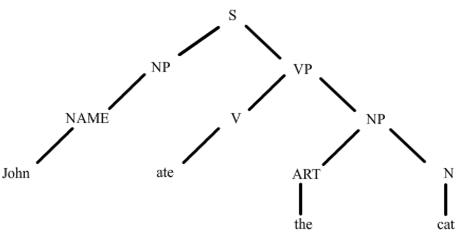 S
NP VP
NAME V NP
John ate ART N
the cat